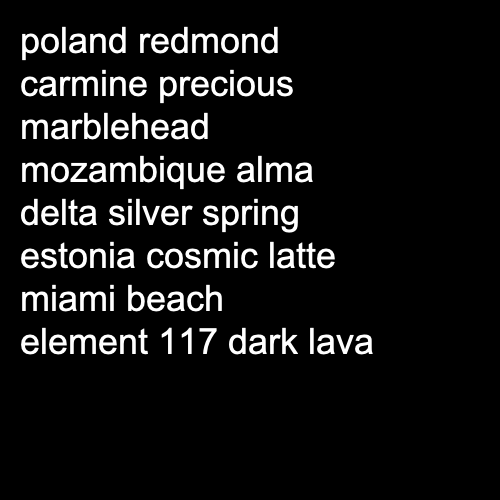 poland redmond
carmine precious
marblehead
mozambique alma
delta silver spring
estonia cosmic latte
miami beach
element 117 dark lava